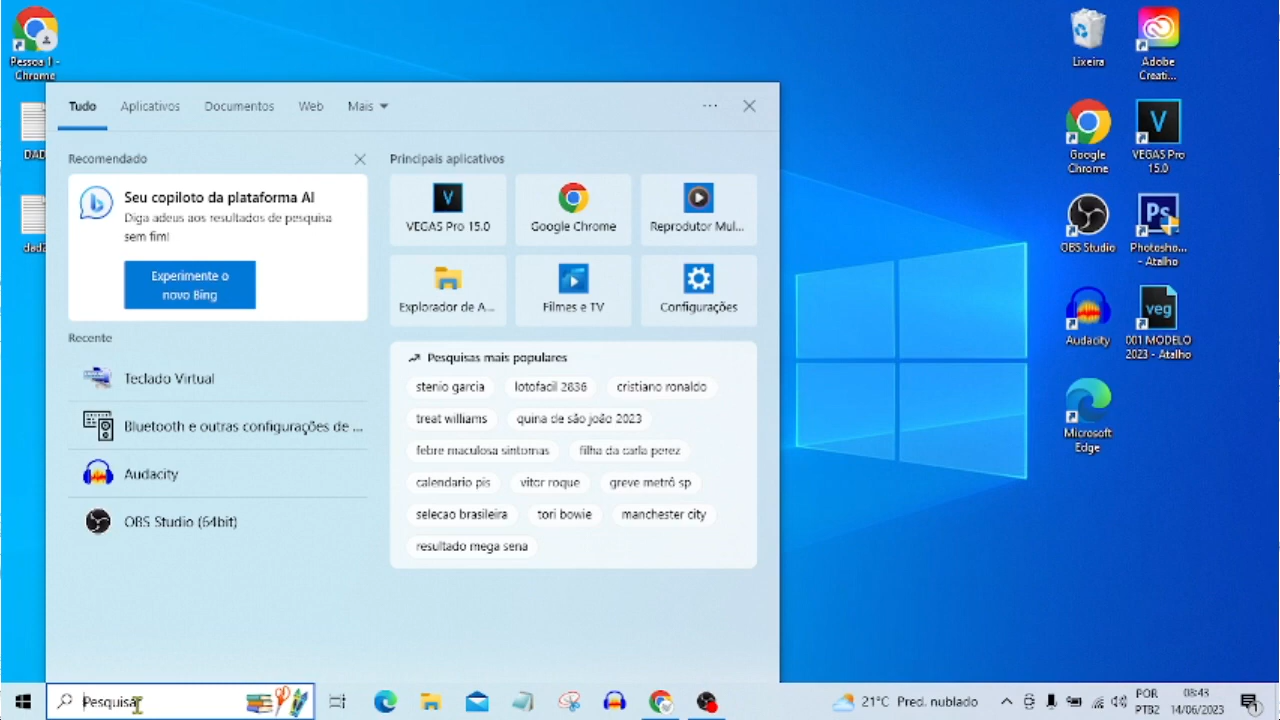 Pessoa 1 -
Chrome
DAD
dad2
Tudo
Aplicativos
Documentos
Web
Mais
Recomendado
Seu copiloto da plataforma AI
Diga adeus aos resultados de pesquisa
sem fim!
Experimente o
novo Bing
Recente
Teclado Virtual
Bluetooth e outras configurações de ...
Audacity
OBS Studio (64bit)
Principais aplicativos
VEGAS Pro 15.0
Google Chrome
Reprodutor Mul...
Explorador de A...
Filmes e TV
Configurações
Pesquisas mais populares
stenio garcia
lotofacil 2836
cristiano ronaldo
treat williams
quina de são joão 2023
febre maculosa sintomas
filha da carla perez
calendario pis
vitor roque
greve metrô sp
selecao brasileira
tori bowie
manchester city
resultado mega sena
Lixeira
Adobe
Creati...
Google
Chrome
VEGAS Pro
15.0
OBS Studio
Photosho...
- Atalho
Audacity
001 MODELO
2023 - Atalho
Microsoft
Edge
Pesquisa
21°C Pred. nublado
POR
PTB2
08:43
14/06/2023